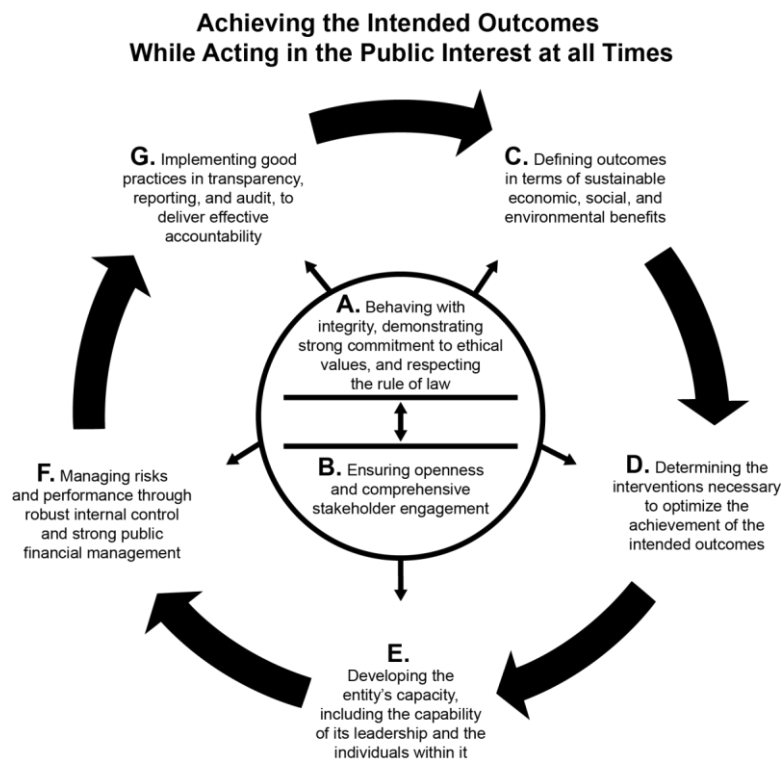 Achieving the Intended Outcomes
While Acting in the Public Interest at all Times
G. Implementing good
practices in transparency,
reporting, and audit, to
deliver effective
accountability
C. Defining outcomes
in terms of sustainable
economic, social, and
environmental benefits
A. Behaving with
integrity, demonstrating
strong commitment to ethical
values, and respecting
the rule of law
B. Ensuring openness
and comprehensive
stakeholder engagement
F. Managing risks
and performance through
robust internal control
and strong public
financial management
D. Determining the
interventions necessary
to optimize the
achievement of the
intended outcomes
E.
Developing the
entity's capacity,
including the capability
of its leadership and the
individuals within it